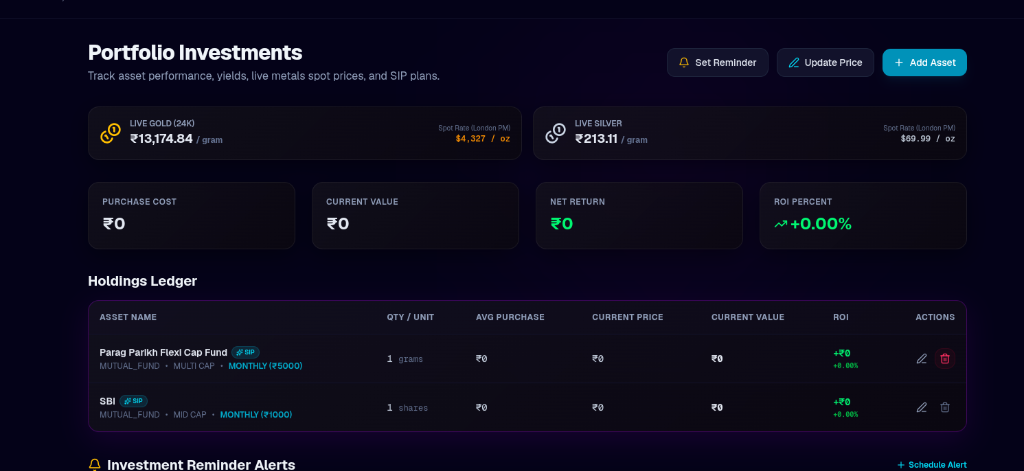 Portfolio Investments
Track asset performance, yields, live metals spot prices, and SIP plans.
Set Reminder
Update Price
+ Add Asset
LIVE GOLD (24K)
₹13,174.84 / gram
Spot Rate (London PM)
$4,327 / oz
LIVE SILVER
₹213.11 / gram
Spot Rate (London PM)
$69.99 / oz
PURCHASE COST
₹0
CURRENT VALUE
₹0
NET RETURN
₹0
ROI PERCENT
+0.00%
Holdings Ledger
ASSET NAME QTY / UNIT AVG PURCHASE CURRENT PRICE CURRENT VALUE ROI ACTIONS
Parag Parikh Flexi Cap Fund SIP 1 grams ₹0 ₹0 ₹0 +₹0
MUTUAL_FUND • MULTI CAP • MONTHLY (₹5000) +0.00%
SBI SIP 1 shares ₹0 ₹0 ₹0 +₹0
MUTUAL_FUND • MID CAP • MONTHLY (₹1000) +0.00%
Investment Reminder Alerts
+ Schedule Alert